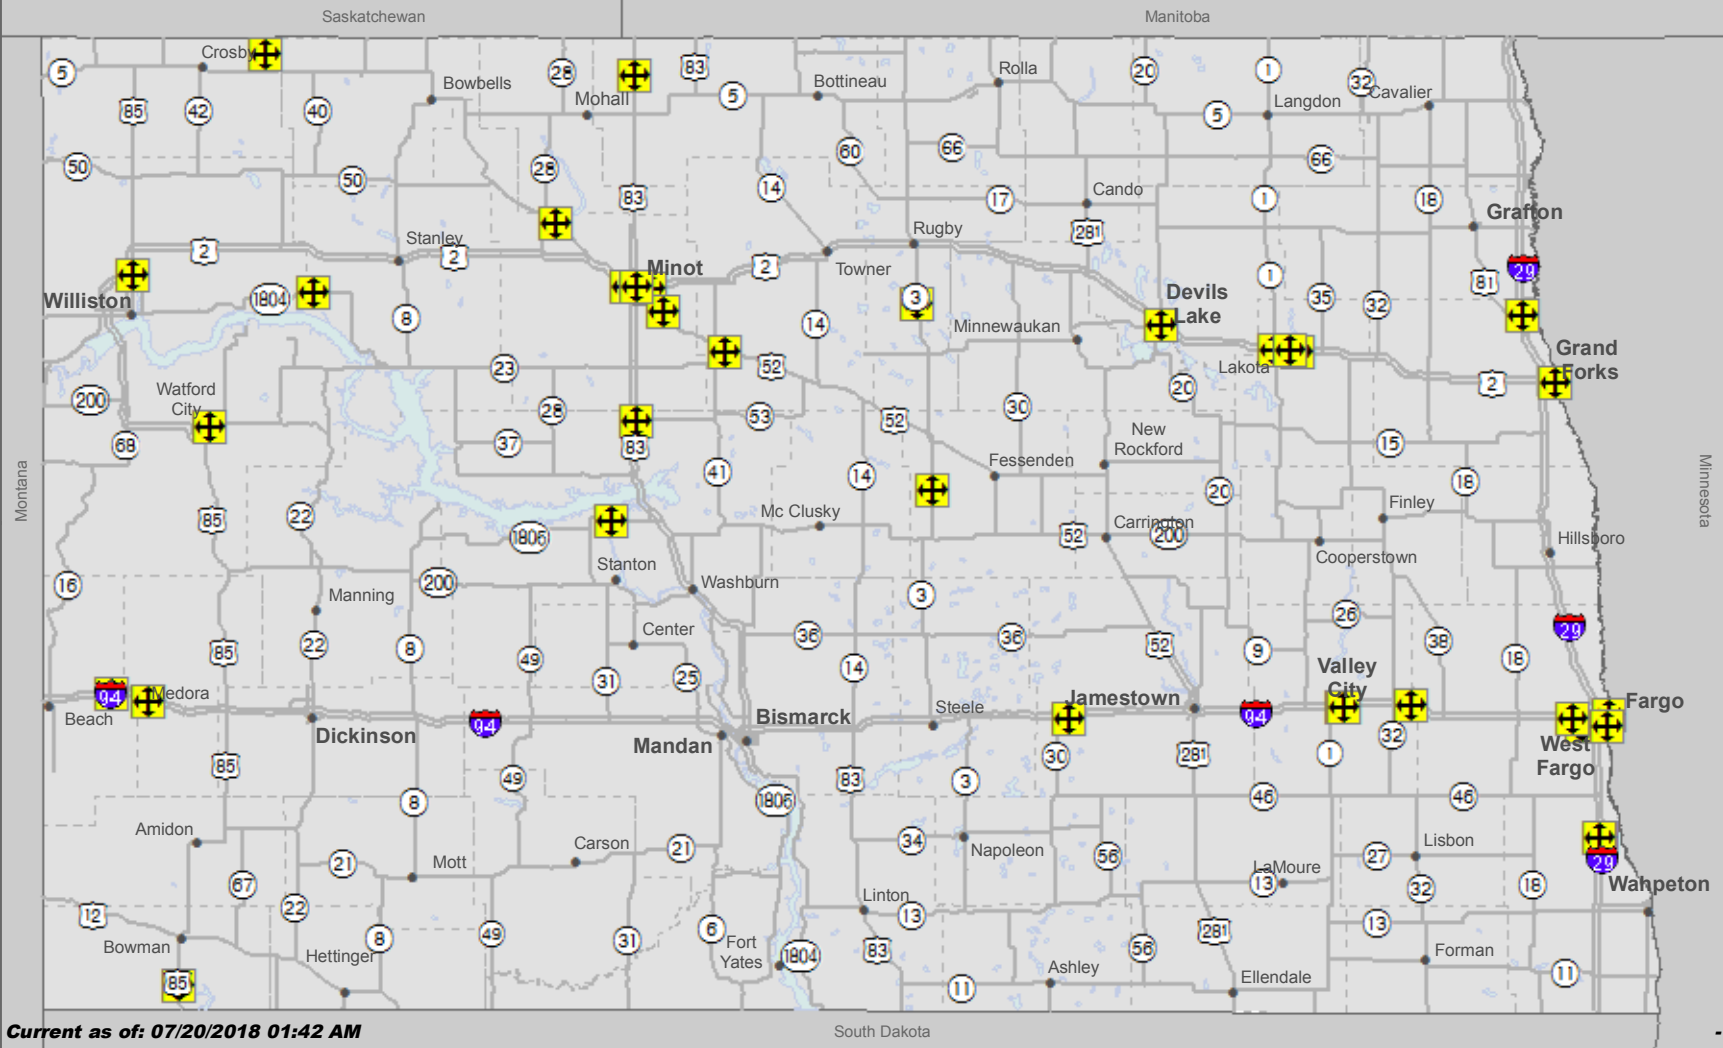 Saskatchewan
Manitoba
Crosby
5
85
42
40
Bowbells
28
Mohall
83
5
Bottineau
Rolla
20
1
32
Cavalier
5
Langdon
50
50
28
83
60
66
66
14
17
Cando
1
18
281
Grafton
2
Stanley
2
Minot
2
Towner
Rugby
29
81
Williston
1804
8
14
3
Minnewaukan
Devils
Lake
1
35
32
Grand
Forks
Lakota
2
23
52
20
200
Watford
City
68
28
37
83
53
52
30
New
Rockford
15
Montana
Minnesota
85
22
41
14
Fessenden
20
18
Finley
1806
Mc Clusky
52
Carrington
200
Cooperstown
Hillsboro
16
Manning
200
Stanton
Washburn
3
26
22
8
Center
36
36
52
9
38
29
18
85
49
31
25
14
Valley
City
94
Medora
Beach
Dickinson
94
Mandan
Bismarck
Steele
Jamestown
94
Fargo
West
Fargo
30
281
1
32
85
49
8
1806
83
3
46
46
Amidon
Carson
21
34
Napoleon
56
27
Lisbon
29
21
Mott
LaMoure
13
32
18
Wahpeton
67
22
12
Linton
13
13
Bowman
8
49
31
6
Fort
Yates
1804
83
281
56
Forman
Hettinger
85
11
Ashley
Ellendale
11
Current as of: 07/20/2018 01:42 AM
South Dakota
-